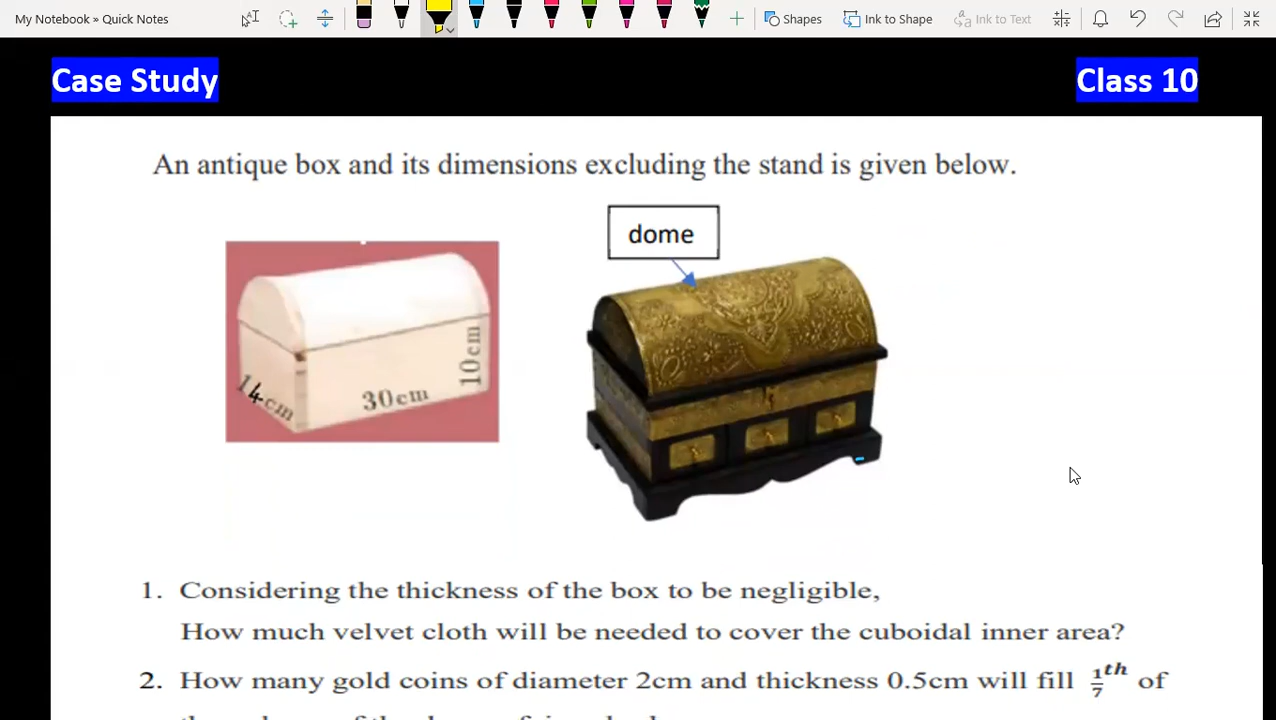 My Notebook » Quick Notes
Shapes
Ink to Shape
Ink to Text
Case Study
Class 10
An antique box and its dimensions excluding the stand is given below.
dome
14cm
30cm
10cm
1. Considering the thickness of the box to be negligible,
How much velvet cloth will be needed to cover the cuboidal inner area?
2. How many gold coins of diameter 2cm and thickness 0.5cm will fill 1/7 th of